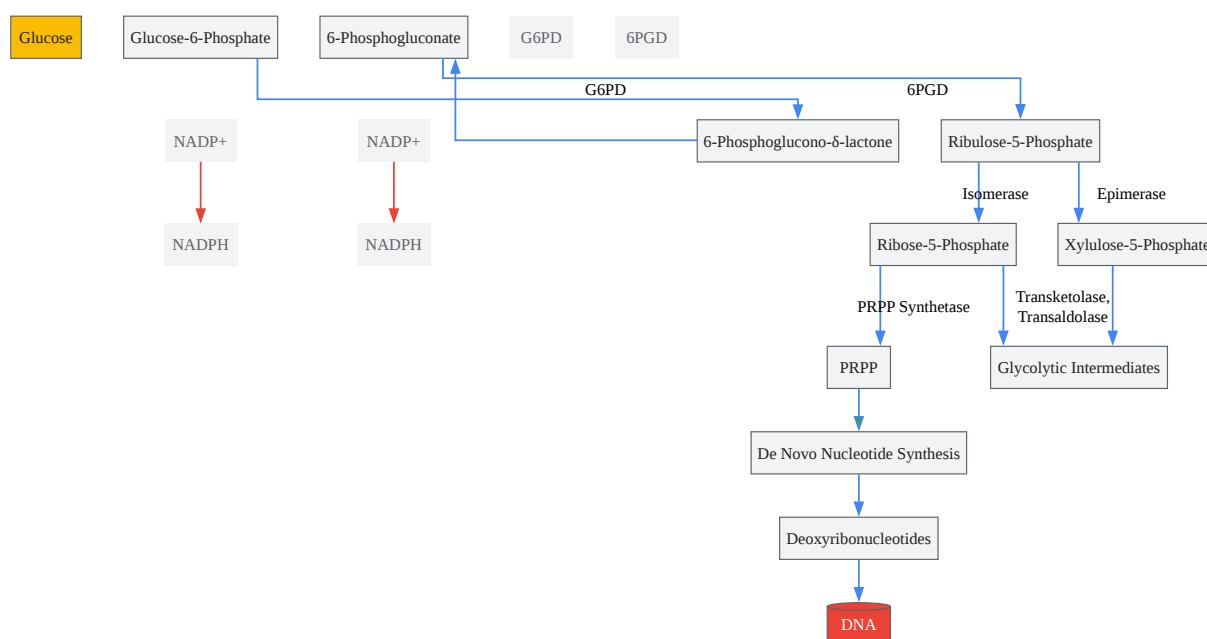 Glucose
Glucose-6-Phosphate
6-Phosphogluconate
G6PD
6PGD
G6PD
6PGD
NADP+
NADP+
6-Phosphoglucono-δ-lactone
Ribulose-5-Phosphate
Isomerase
Epimerase
NADPH
NADPH
Ribose-5-Phosphate
Xylulose-5-Phosphate
PRPP Synthetase
Transketolase,
Transaldolase
PRPP
Glycolytic Intermediates
De Novo Nucleotide Synthesis
Deoxyribonucleotides
DNA